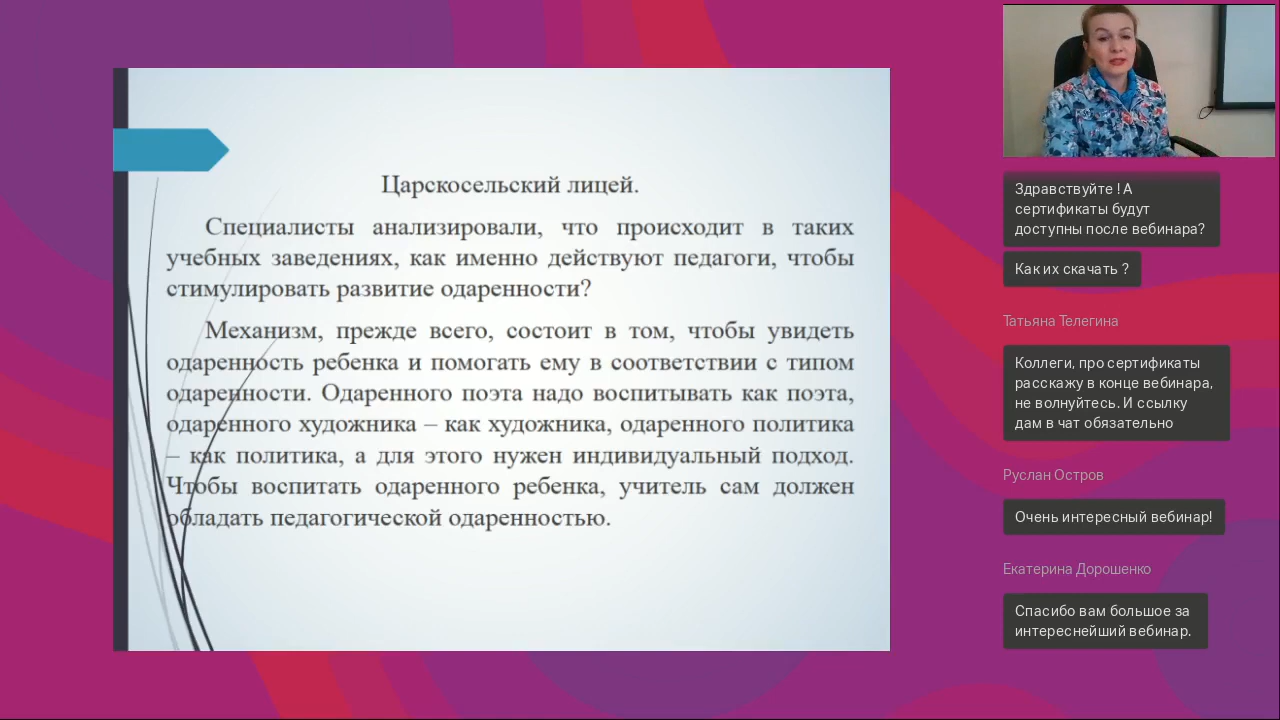 Царскосельский лицей.
Специалисты анализировали, что происходит в таких
учебных заведениях, как именно действуют педагоги, чтобы
стимулировать развитие одаренности?
Механизм, прежде всего, состоит в том, чтобы увидеть
одаренность ребенка и помогать ему в соответствии с типом
одаренности. Одаренного поэта надо воспитывать как поэта,
одаренного художника – как художника, одаренного политика
– как политика, а для этого нужен индивидуальный подход.
Чтобы воспитать одаренного ребенка, учитель сам должен
обладать педагогической одаренностью.
Здравствуйте ! А
сертификаты будут
доступны после вебинара?
Как их скачать ?
Татьяна Телегина
Коллеги, про сертификаты
расскажу в конце вебинара,
не волнуйтесь. И ссылку
дам в чат обязательно
Руслан Остров
Очень интересный вебинар!
Екатерина Дорошенко
Спасибо вам большое за
интереснейший вебинар.